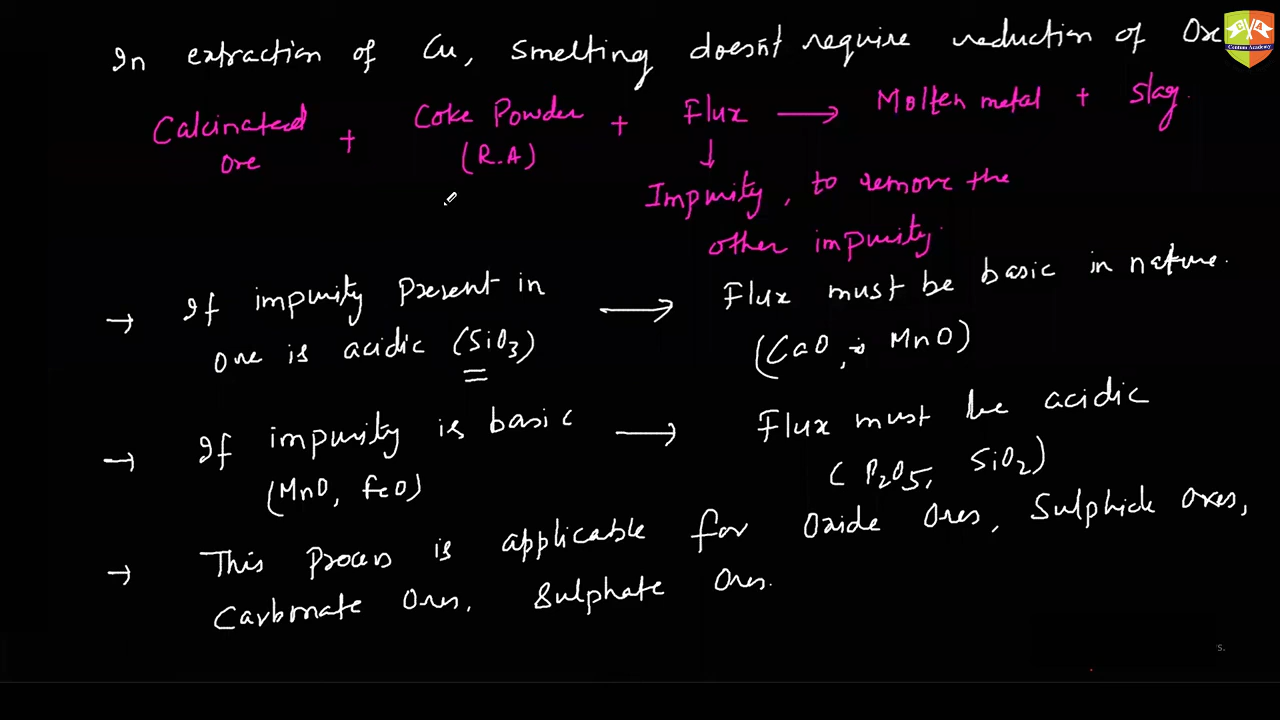 In extraction of Cu, Smelting doesn't require reduction of Ox
Calcinated ore + Coke Powder (R.A) + Flux → Molten metal + Slag.
↓
Impurity, to remove the
other impurity.
→ If impurity Present in → Flux must be basic in nature.
ore is acidic (SiO3) (CaO, MnO)
→ If impurity is basic → Flux must be acidic
(MnO, FeO) (P2O5, SiO2)
→ This Process is applicable for Oxide Ores, Sulphide Ores,
Carbonate Ores, Sulphate Ores.
s.